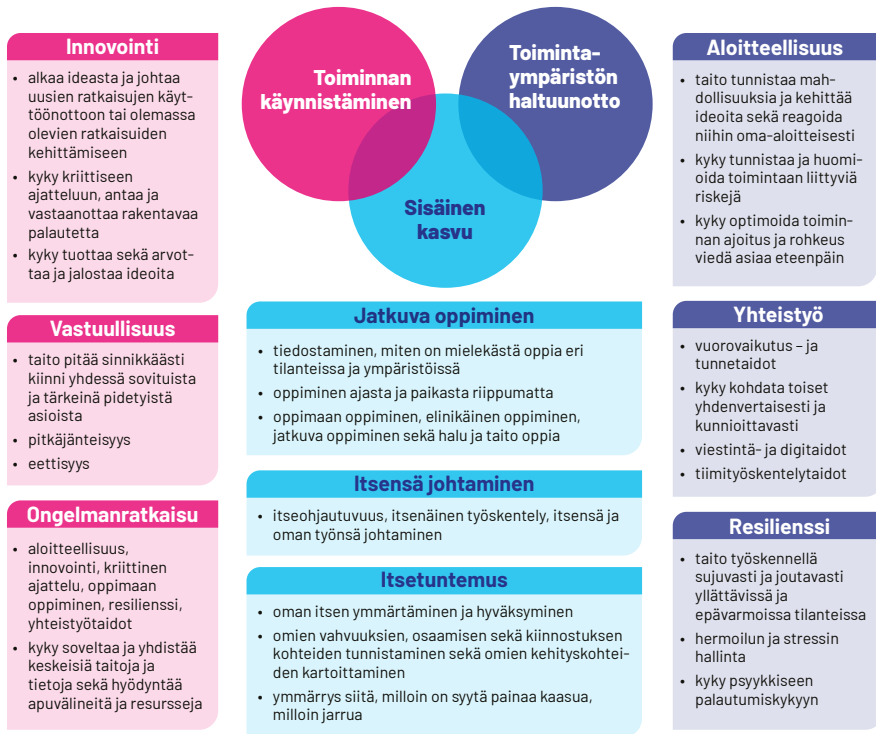 Innovointi
• alkaa ideasta ja johtaa
uusien ratkaisujen käyt-
töönottoon tai olemassa
olevien ratkaisuiden
kehittämiseen
• kyky kriittiseen
ajatteluun, antaa ja
vastaanottaa rakentavaa
palautetta
• kyky tuottaa sekä arvot-
taa ja jalostaa ideoita
Vastuullisuus
• taito pitää sinnikkäästi
kiinni yhdessä sovituista
ja tärkeinä pidetyistä
asioista
• pitkäjänteisyys
• eettisyys
Ongelmanratkaisu
• aloitteellisuus,
innovointi, kriittinen
ajattelu, oppimaan
oppiminen, resilienssi,
yhteistyötaidot
• kyky soveltaa ja yhdistää
keskeisiä taitoja ja
tietoja sekä hyödyntää
apuvälineitä ja resursseja
Toiminnan
käynnistäminen
Toiminta-
ympäristön
haltuunotto
Sisäinen
kasvu
Jatkuva oppiminen
• tiedostaminen, miten on mielekästä oppia eri
tilanteissa ja ympäristöissä
• oppiminen ajasta ja paikasta riippumatta
• oppimaan oppiminen, elinikäinen oppiminen,
jatkuva oppiminen sekä halu ja taito oppia
Itsensä johtaminen
• itseohjautuvuus, itsenäinen työskentely, itsensä ja
oman työnsä johtaminen
Itsetuntemus
• oman itsen ymmärtäminen ja hyväksyminen
• omien vahvuuksien, osaamisen sekä kiinnostuksen
kohteiden tunnistaminen sekä omien kehityskohtei-
den kartoittaminen
• ymmärrys siitä, milloin on syytä painaa kaasua,
milloin jarrua
Aloitteellisuus
• taito tunnistaa mah-
dollisuuksia ja kehittää
ideoita sekä reagoida
niihin oma-aloitteisesti
• kyky tunnistaa ja huomi-
oida toimintaan liittyviä
riskejä
• kyky optimoida toimin-
nan ajoitus ja rohkeus
viedä asiaa eteenpäin
Yhteistyö
• vuorovaikutus – ja
tunnetaidot
• kyky kohdata toiset
yhdenvertaisesti ja
kunnioittavasti
• viestintä- ja digitaidot
• tiimityöskentelytaidot
Resilienssi
• taito työskennellä
sujuvasti ja joutavasti
yllättävissä ja
epävarmoissa tilanteissa
• hermoilun ja stressin
hallinta
• kyky psyykkiseen
palautumiskykyyn